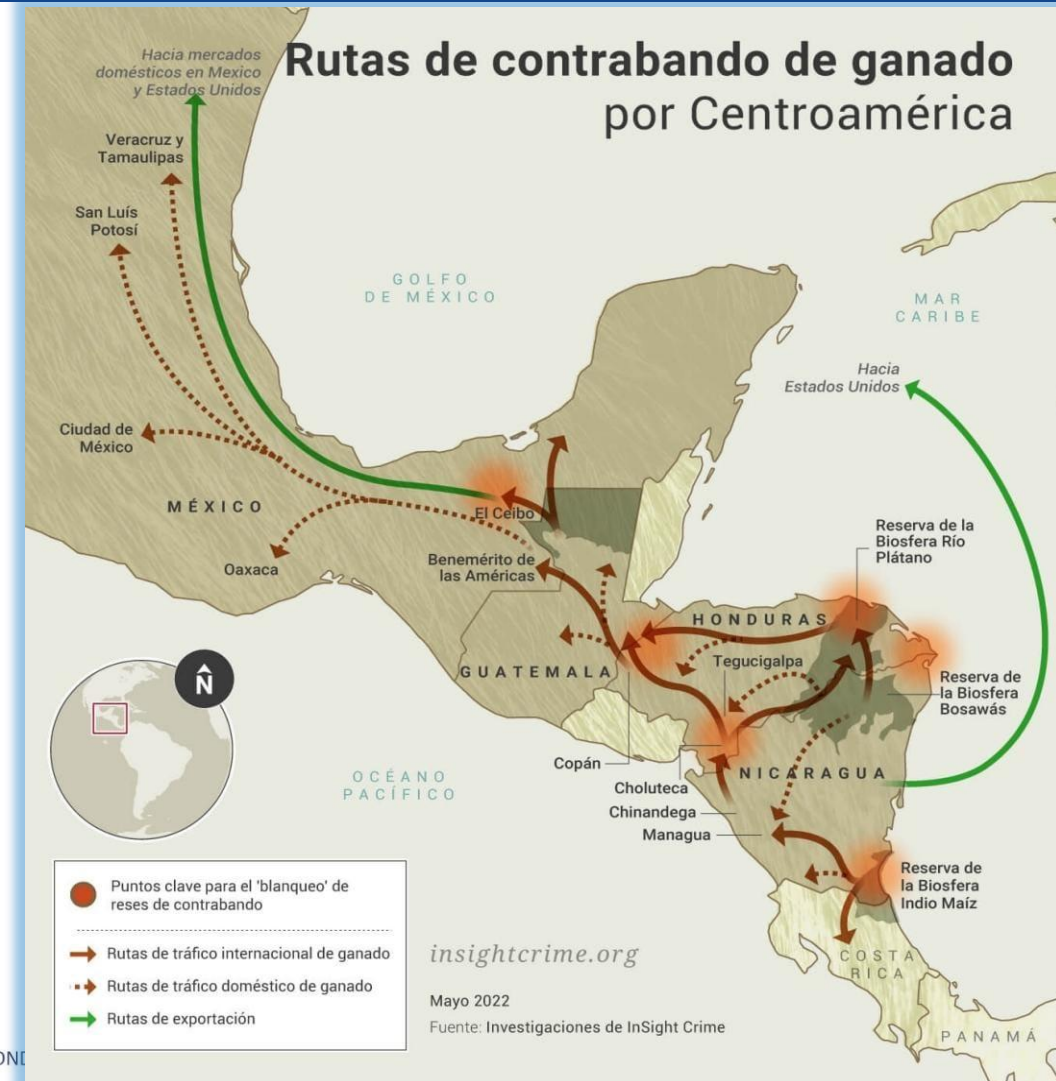 Rutas de contrabando de ganado
por Centroamérica
Hacia mercados
domésticos en Mexico
y Estados Unidos
Veracruz y
Tamaulipas
San Luís
Potosí
GOLFO
DE MÉXICO
MAR
CARIBE
Hacia
Estados Unidos
Ciudad de
México
MÉXICO
El Ceibo
Oaxaca
Benemérito de
las Américas
Reserva de la
Biosfera Río
Plátano
HONDURAS
Tegucigalpa
GUATEMALA
Reserva de
la Biosfera
Bosawás
N
Copán
OCÉANO
PACÍFICO
NICARAGUA
Choluteca
Chinandega
Managua
Reserva de
la Biosfera
Indio Maíz
Puntos clave para el 'blanqueo' de
reses de contrabando
Rutas de tráfico internacional de ganado
Rutas de tráfico doméstico de ganado
Rutas de exportación
insightcrime.org
Mayo 2022
Fuente: Investigaciones de InSight Crime
COSTA
RICA
PANAMÁ